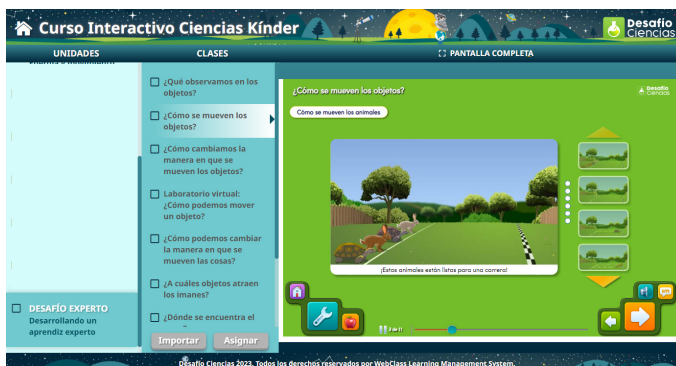 Curso Interactivo Ciencias Kínder
Desafío
Ciencias
UNIDADES
CLASES
PANTALLA COMPLETA
¿Qué observamos en los
objetos?
¿Cómo se mueven los
objetos?
¿Cómo cambiamos la
manera en que se
mueven los objetos?
Laboratorio virtual:
¿Cómo podemos mover
un objeto?
¿Cómo podemos cambiar
la manera en que se
mueven las cosas?
¿A cuáles objetos atraen
los imanes?
¿Dónde se encuentra el
DESAFÍO EXPERTO
Desarrollando un
aprendiz experto
Importar
Asignar
¿Cómo se mueven los objetos?
Desafío
Ciencias
Cómo se mueven los animales
¡Estos animales están listos para una carrera!
2 de 11
Desafío Ciencias 2023. Todos los derechos reservados por WebClass Learning Management System.